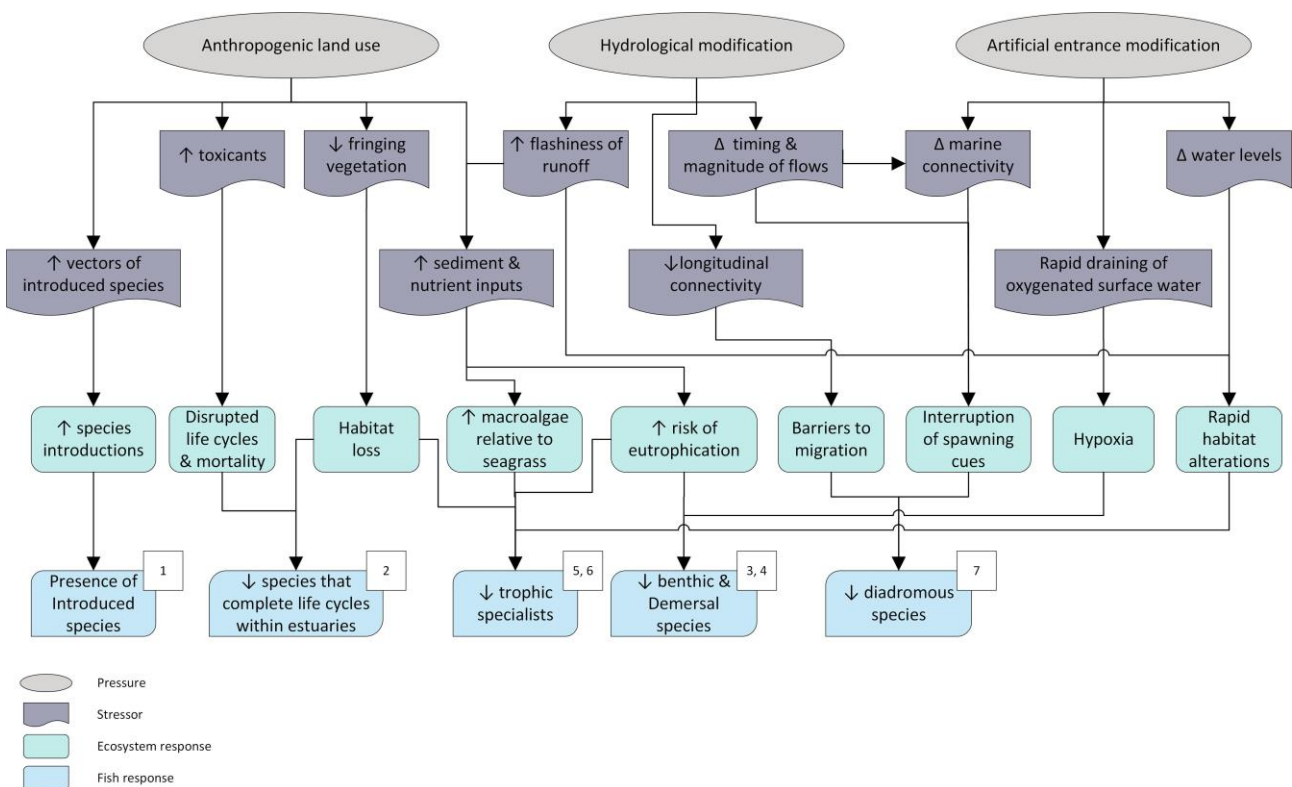 Anthropogenic land use
Hydrological modification
Artificial entrance modification
↑ toxicants
↓ fringing
vegetation
↑ flashiness of
runoff
Δ timing &
magnitude of flows
Δ marine
connectivity
Δ water levels
↑ vectors of
introduced species
↑ sediment &
nutrient inputs
↓longitudinal
connectivity
Rapid draining of
oxygenated surface water
↑ species
introductions
Disrupted
life cycles
& mortality
Habitat
loss
↑ macroalgae
relative to
seagrass
↑ risk of
eutrophication
Barriers to
migration
Interruption
of spawning
cues
Hypoxia
Rapid
habitat
alterations
1
Presence of
Introduced
species
2
↓ species that
complete life cycles
within estuaries
5, 6
↓ trophic
specialists
3, 4
↓ benthic &
Demersal
species
7
↓ diadromous
species
Pressure
Stressor
Ecosystem response
Fish response